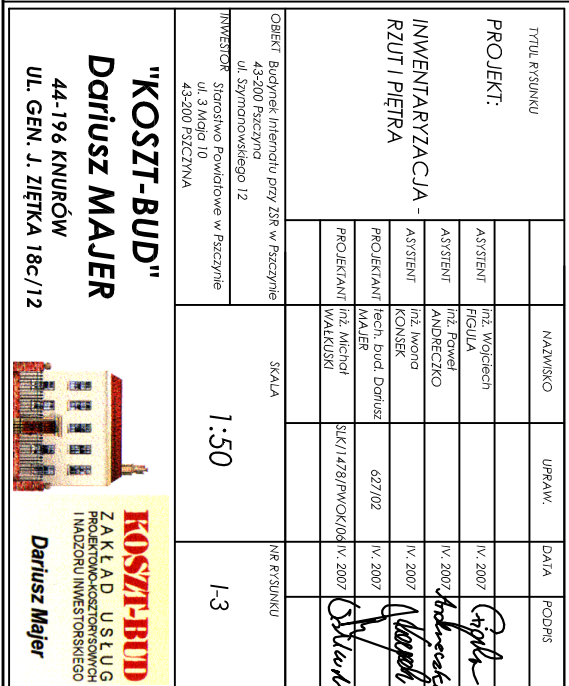 TYTUŁ RYSUNKU
NAZWISKO
UPRAW.
DATA
PODPIS
PROJEKT:
INWENTARYZACJA -
RZUT I PIĘTRA
ASYSTENT
inż. Wojciech
FIGULA
IV. 2007
ASYSTENT
inż. Paweł
ANDRECZKO
IV. 2007
ASYSTENT
inż. Iwona
KONSEK
IV. 2007
PROJEKTANT
tech. bud. Dariusz
MAJER
627/02
IV. 2007
PROJEKTANT
inż. Michał
WAŁKUSKI
SLK/1478/PWOK/06
IV. 2007
OBIEKT Budynek Internatu przy ZSR w Pszczynie
43-200 Pszczyna
ul. Szymanowskiego 12
INWESTOR
Starostwo Powiatowe w Pszczynie
ul. 3 Maja 10
43-200 PSZCZYNA
SKALA
1:50
NR RYSUNKU
I-3
"KOSZT-BUD"
Dariusz MAJER
44-196 KNURÓW
UL. GEN. J. ZIĘTKA 18c/12
KOSZT-BUD
ZAKŁAD USŁUG
PROJEKTOWO-KOSZTORYSOWYCH
I NADZORU INWESTORSKIEGO
Dariusz Majer